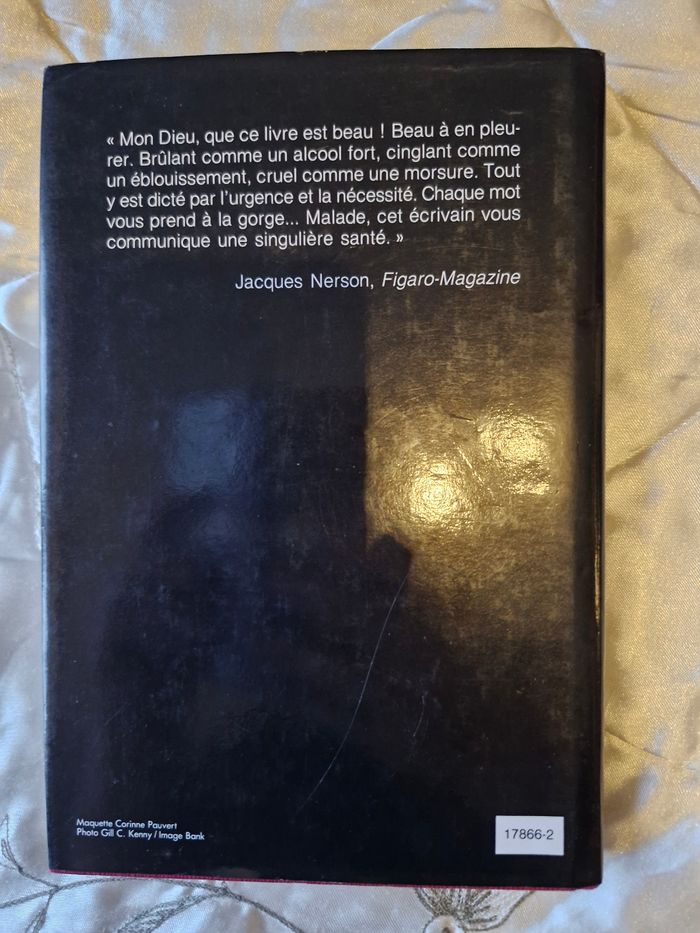 « Mon Dieu, que ce livre est beau ! Beau à en pleu-
rer. Brûlant comme un alcool fort, cinglant comme
un éblouissement, cruel comme une morsure. Tout
y est dicté par l'urgence et la nécessité. Chaque mot
vous prend à la gorge... Malade, cet écrivain vous
communique une singulière santé. »
Jacques Nerson, Figaro-Magazine
Maquette Corinne Pauvert
Photo Gill C. Kenny / Image Bank
17866-2